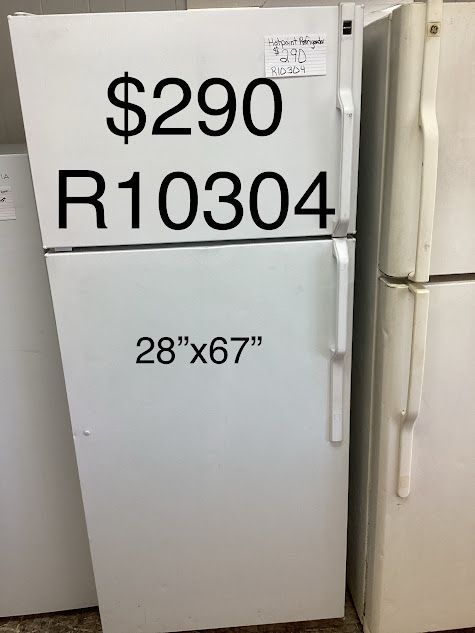 Hotpoint Refrigerator
$290
R10304
$290
R10304
28”x67”